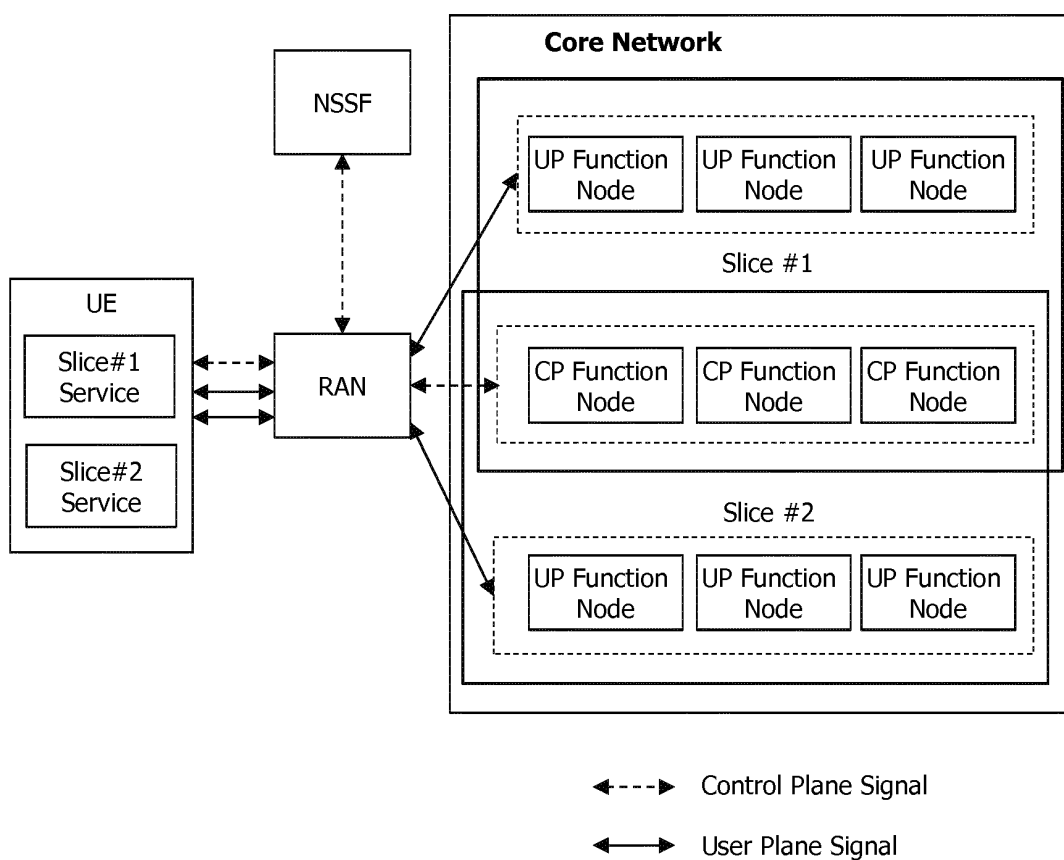 Core Network
NSSF
UP Function
Node
UP Function
Node
UP Function
Node
Slice #1
UE
Slice#1
Service
Slice#2
Service
RAN
CP Function
Node
CP Function
Node
CP Function
Node
Slice #2
UP Function
Node
UP Function
Node
UP Function
Node
Control Plane Signal
User Plane Signal